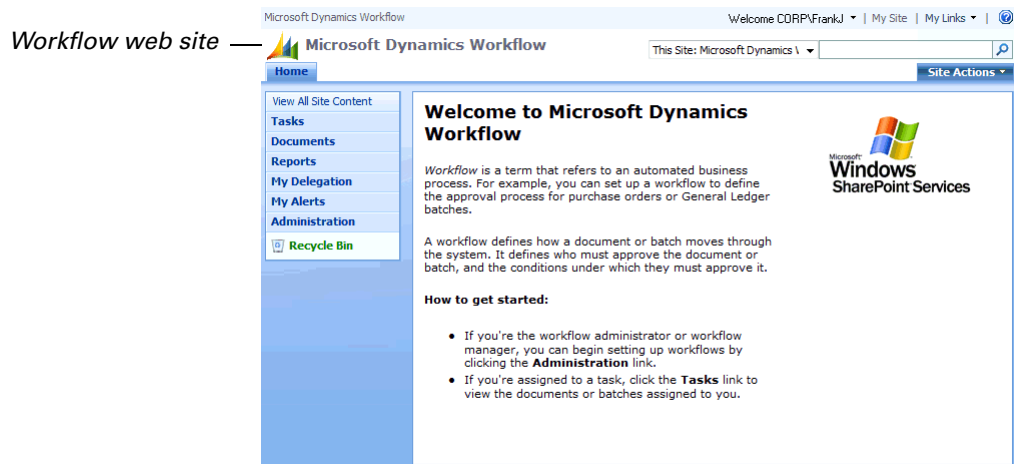 Microsoft Dynamics Workflow
Welcome CORP\FrankJ | My Site | My Links |
Workflow web site
Microsoft Dynamics Workflow
This Site: Microsoft Dynamics \
Home
Site Actions
View All Site Content
Tasks
Documents
Reports
My Delegation
My Alerts
Administration
Recycle Bin
Welcome to Microsoft Dynamics
Workflow
Workflow is a term that refers to an automated business
process. For example, you can set up a workflow to define
the approval process for purchase orders or General Ledger
batches.
A workflow defines how a document or batch moves through
the system. It defines who must approve the document or
batch, and the conditions under which they must approve it.
How to get started:
• If you're the workflow administrator or workflow
manager, you can begin setting up workflows by
clicking the Administration link.
• If you're assigned to a task, click the Tasks link to
view the documents or batches assigned to you.
Microsoft
Windows
SharePoint Services